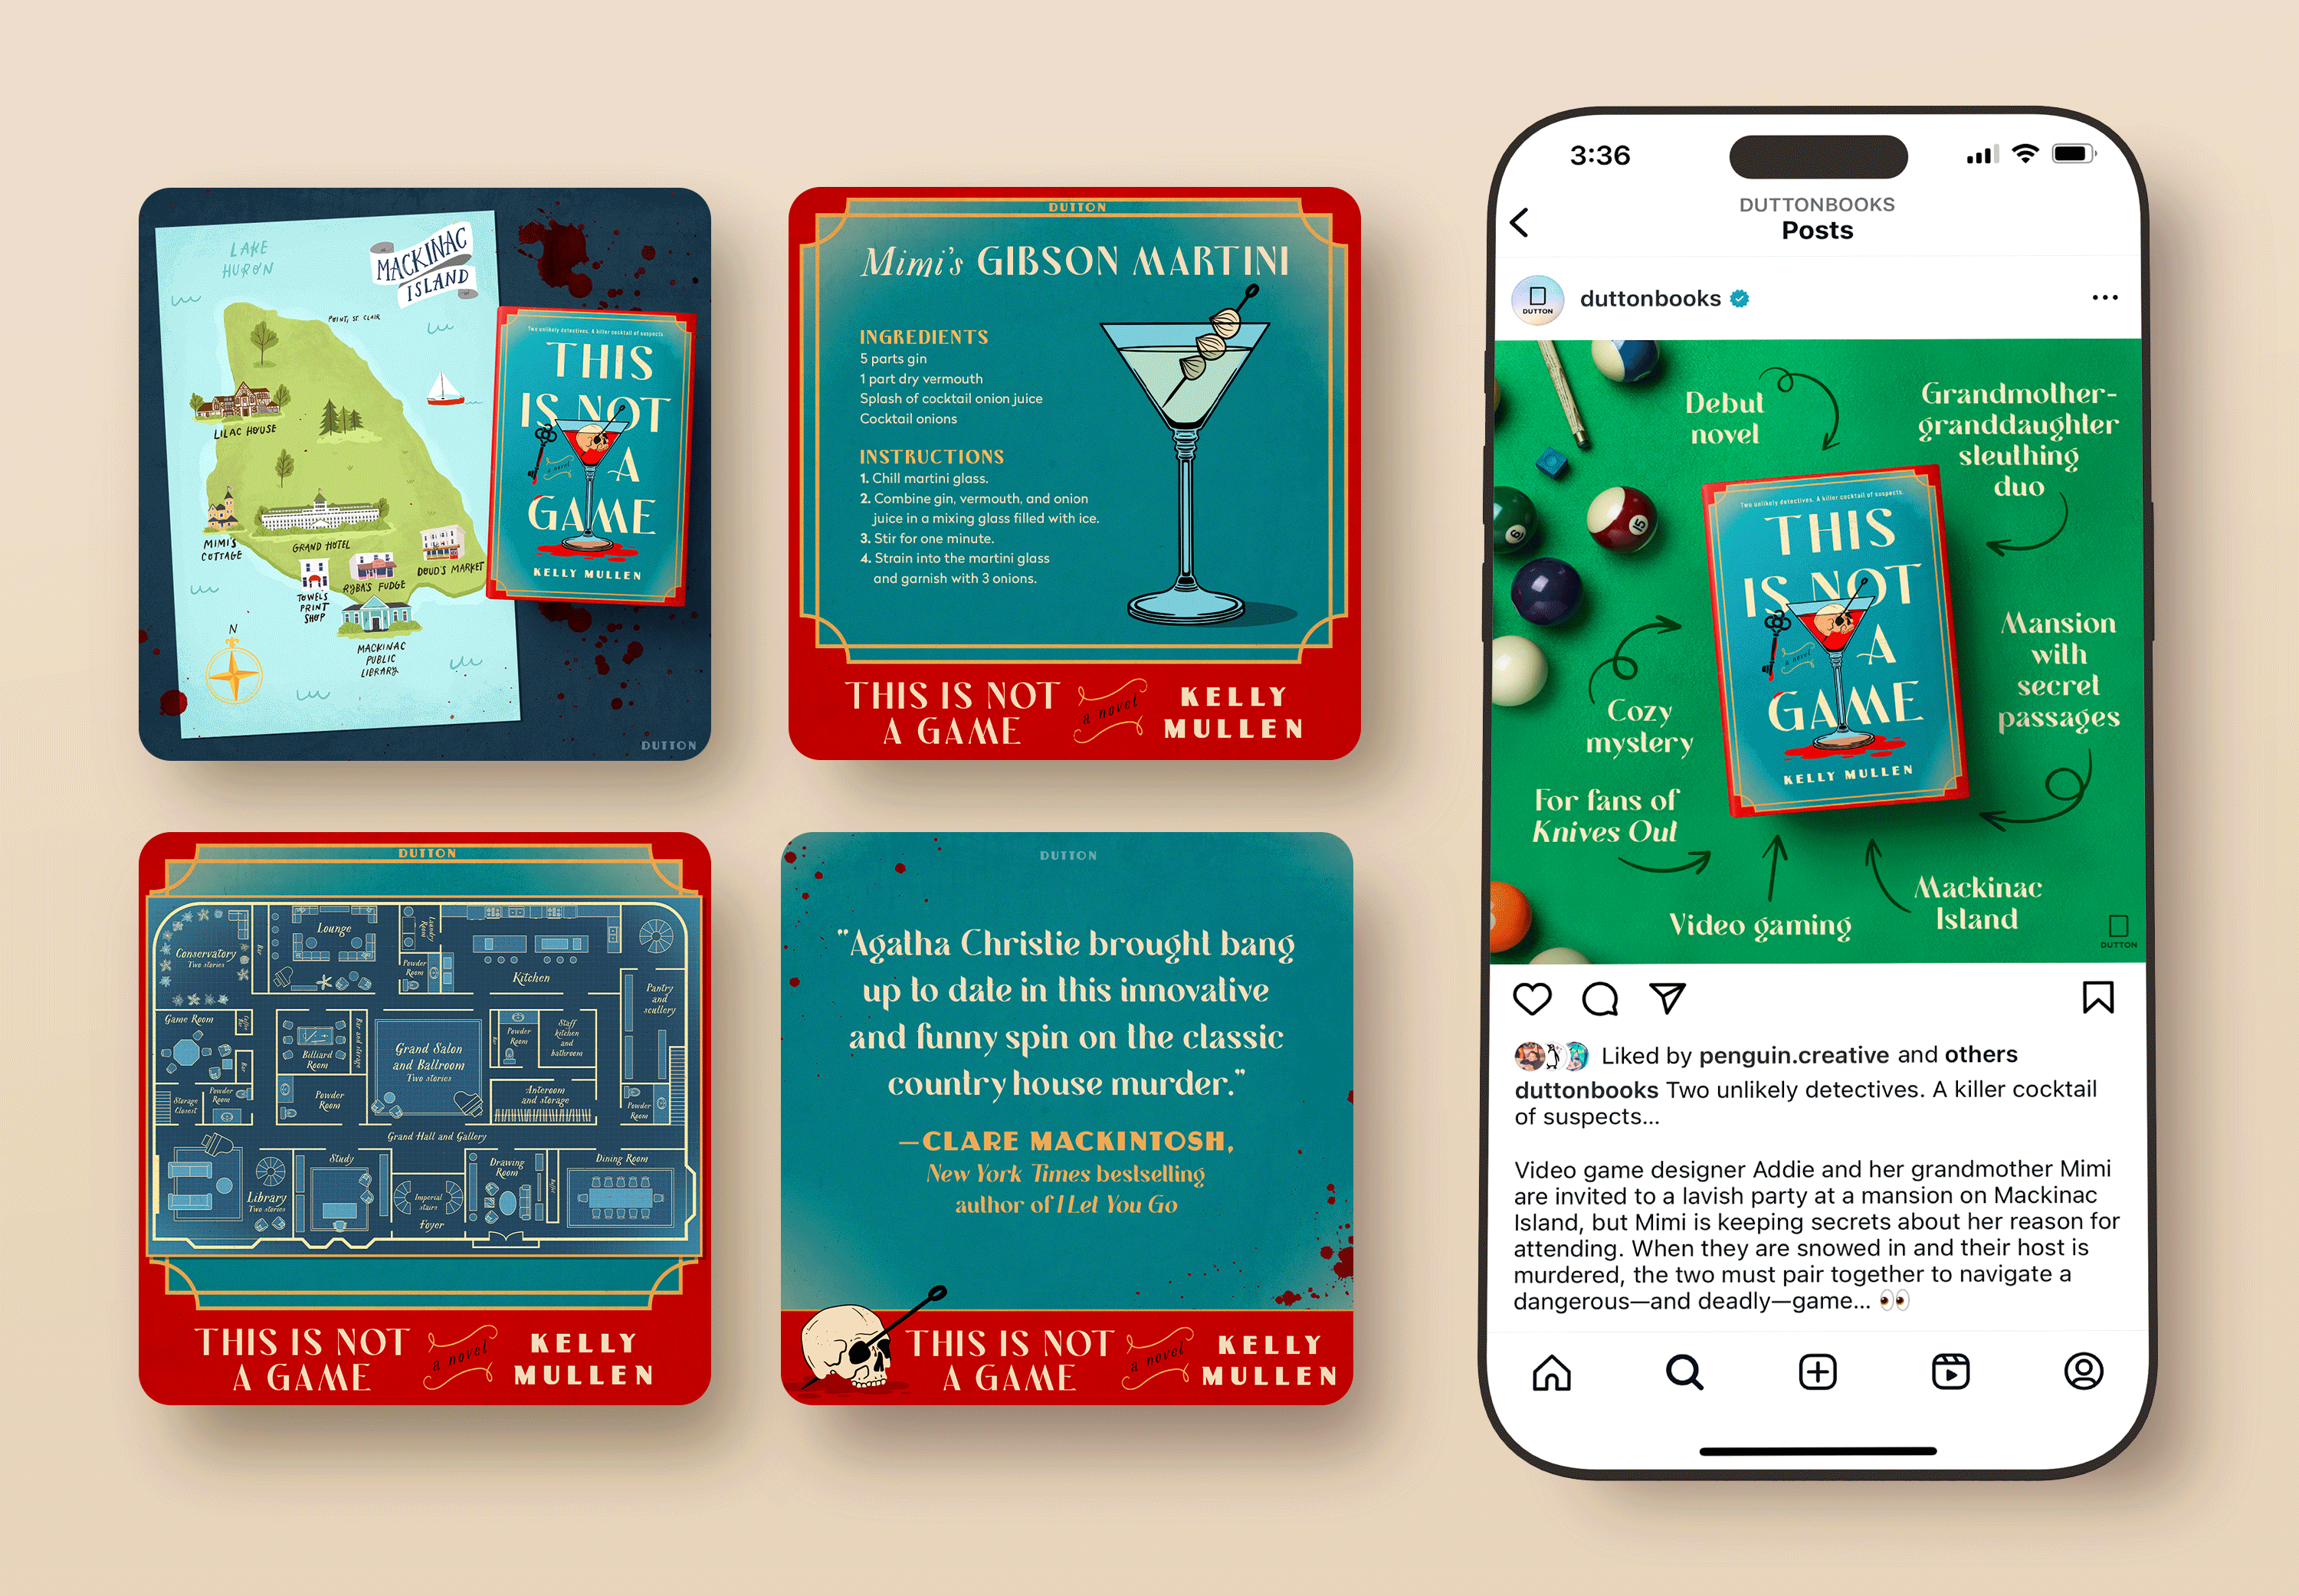 LAKE
HURON
MACKINAC
ISLAND
POINT, ST. CLAIR
LILAC HOUSE
MIMI'S
COTTAGE
GRAND HOTEL
TOWELS
PRINT
SHOP
RYBA'S FUDGE
DOUD'S MARKET
MACKINAC
PUBLIC
LIBRARY
N
Two unlikely detectives. A killer cocktail of suspects.
THIS
IS NOT
a novel
A
GAME
KELLY MULLEN
DUTTON
DUTTON
Mimi's GIBSON MARTINI
INGREDIENTS
5 parts gin
1 part dry vermouth
Splash of cocktail onion juice
Cocktail onions
INSTRUCTIONS
1. Chill martini glass.
2. Combine gin, vermouth, and onion
juice in a mixing glass filled with ice.
3. Stir for one minute.
4. Strain into the martini glass
and garnish with 3 onions.
THIS IS NOT
A GAME
a novel
KELLY
MULLEN
DUTTON
Conservatory
Two stories
Bar
Lounge
Laundry
Room
Powder
Room
Kitchen
Pantry
and
scullery
Game Room
Bar
Powder
Room
Storage
Closet
Billiard
Room
Bar and storage
Powder
Room
Grand Salon
and Ballroom
Two stories
Bar
Powder
Room
Staff
kitchen
and
bathroom
Anteroom
and storage
Powder
Room
Grand Hall and Gallery
Library
Two stories
Study
Imperial
stairs
Foyer
Drawing
Room
Buffet
Dining Room
THIS IS NOT
A GAME
a novel
KELLY
MULLEN
DUTTON
"Agatha Christie brought bang
up to date in this innovative
and funny spin on the classic
country house murder."
—CLARE MACKINTOSH,
New York Times bestselling
author of I Let You Go
THIS IS NOT
A GAME
a novel
KELLY
MULLEN
3:36
DUTTONBOOKS
Posts
DUTTON
duttonbooks
Debut
novel
Grandmother-
granddaughter
sleuthing
duo
Mansion
with
secret
passages
Cozy
mystery
For fans of
Knives Out
Video gaming
Mackinac
Island
6
15
Two unlikely detectives. A killer cocktail of suspects.
THIS
IS NOT
a novel
A
GAME
KELLY MULLEN
DUTTON
Liked by penguin.creative and others
duttonbooks Two unlikely detectives. A killer cocktail
of suspects...
Video game designer Addie and her grandmother Mimi
are invited to a lavish party at a mansion on Mackinac
Island, but Mimi is keeping secrets about her reason for
attending. When they are snowed in and their host is
murdered, the two must pair together to navigate a
dangerous—and deadly—game... 👀